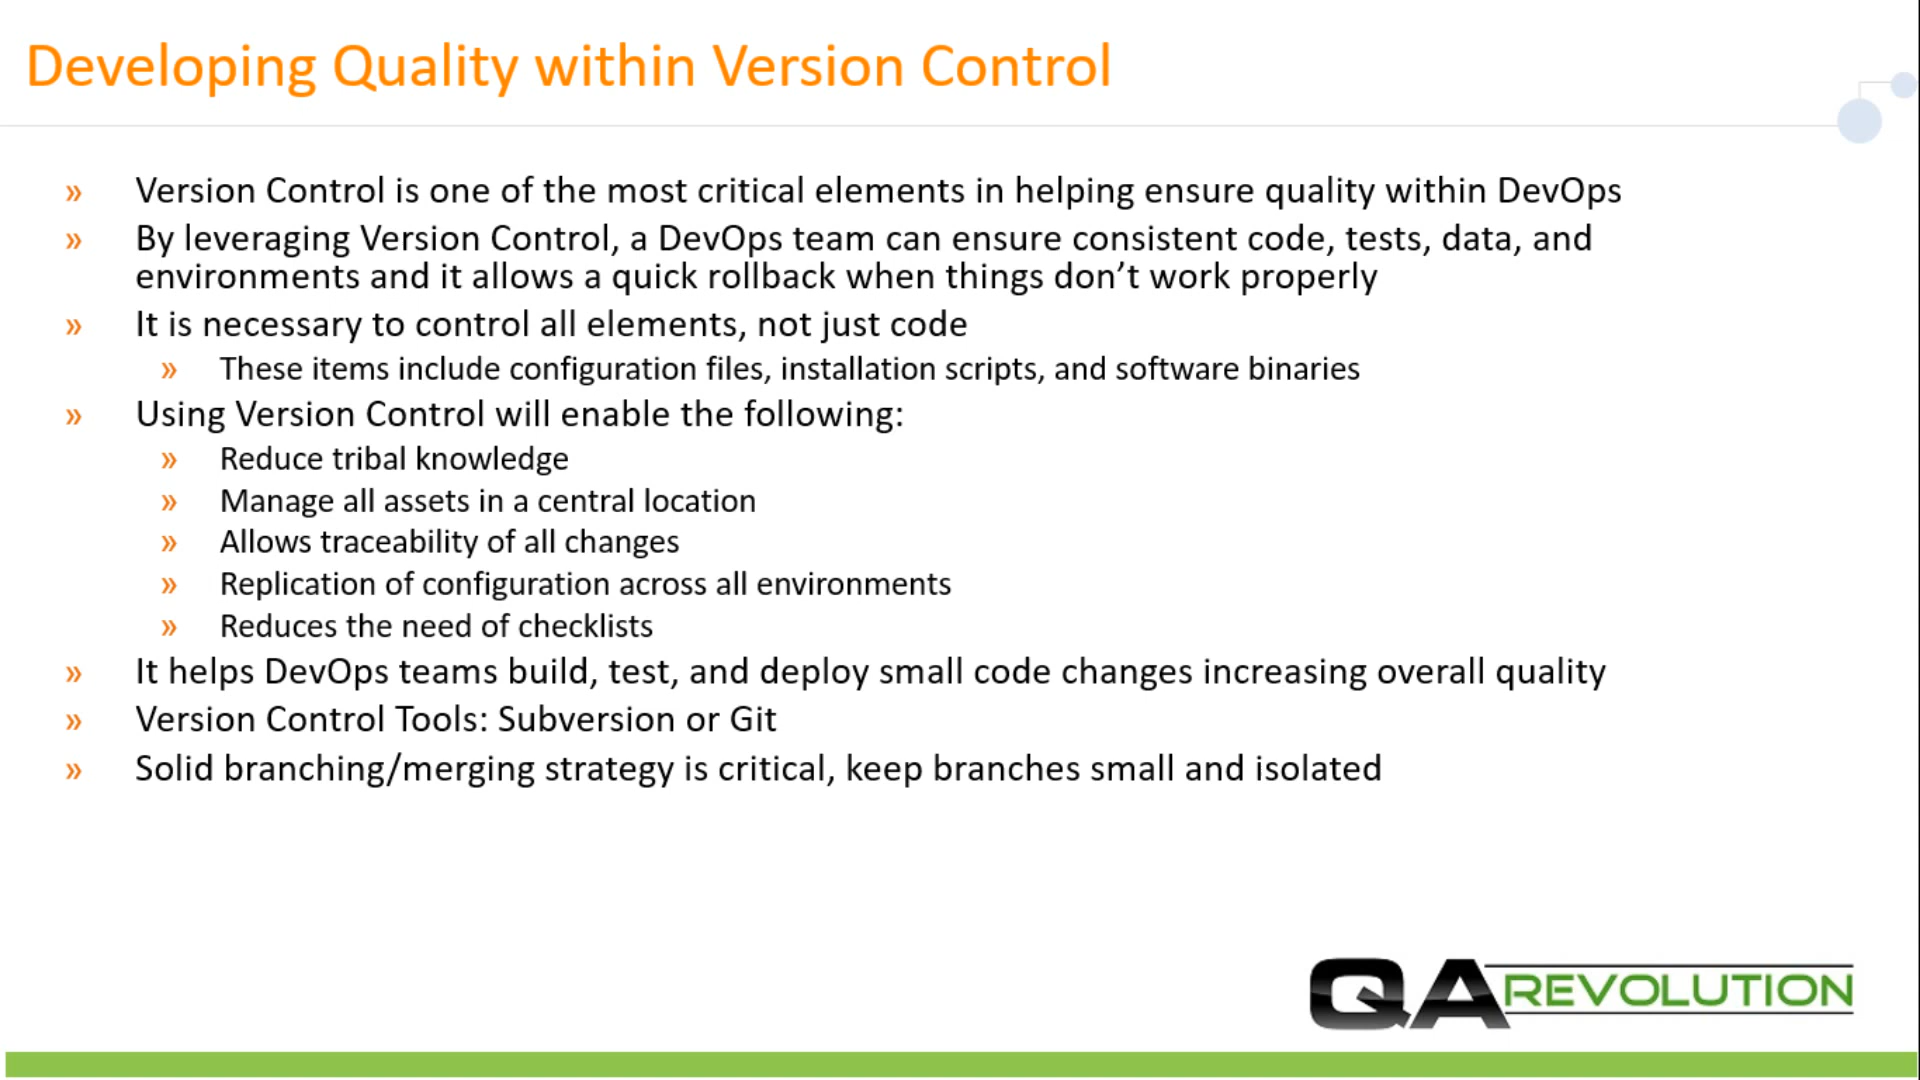 Developing Quality within Version Control
» Version Control is one of the most critical elements in helping ensure quality within DevOps
» By leveraging Version Control, a DevOps team can ensure consistent code, tests, data, and
environments and it allows a quick rollback when things don’t work properly
» It is necessary to control all elements, not just code
» These items include configuration files, installation scripts, and software binaries
» Using Version Control will enable the following:
» Reduce tribal knowledge
» Manage all assets in a central location
» Allows traceability of all changes
» Replication of configuration across all environments
» Reduces the need of checklists
» It helps DevOps teams build, test, and deploy small code changes increasing overall quality
» Version Control Tools: Subversion or Git
» Solid branching/merging strategy is critical, keep branches small and isolated
QA REVOLUTION